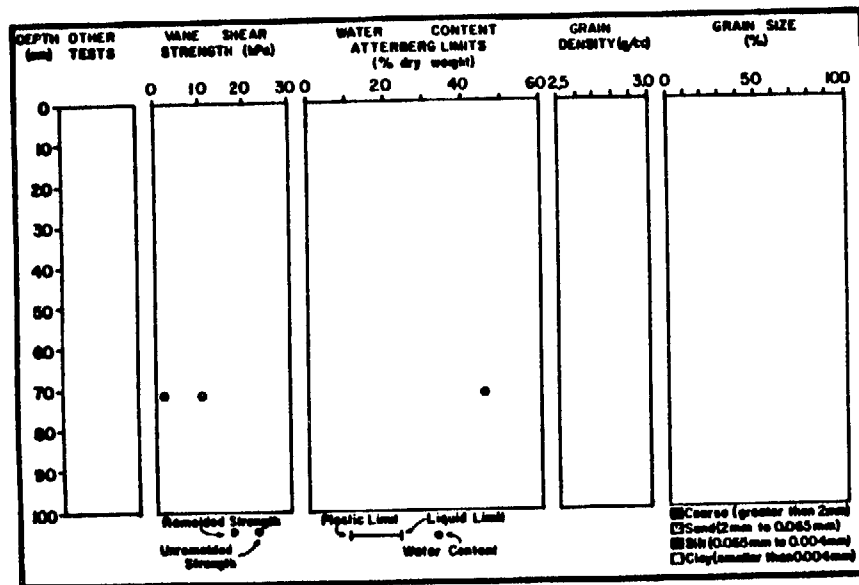 DEPTH OTHER VANE SHEAR WATER CONTENT GRAIN GRAIN SIZE
(cm) TESTS STRENGTH (kPa) ATTERBERG LIMITS DENSITY (g/cc) (%)
(% dry weight)
0 10 20 30 0 20 40 60 2.5 3.0 0 50 100
0
10
20
30
40
50
60
70
80
90
100
Remolded Strength
Unremolded Strength
Plastic Limit Liquid Limit
Water Content
Coarse (greater than 2mm)
Sand (2mm to 0.065mm)
Silt (0.065mm to 0.004mm)
Clay (smaller than 0.004mm)